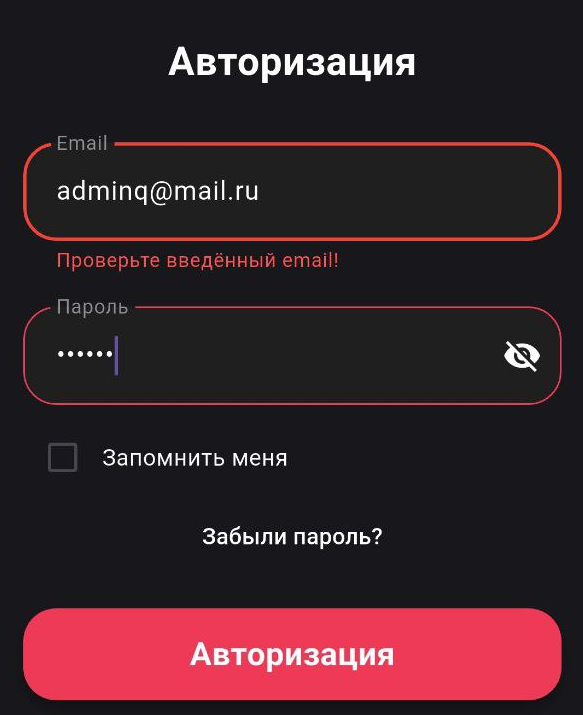 Авторизация
Email
adminq@mail.ru
Проверьте введённый email!
Пароль
••••••
Запомнить меня
Забыли пароль?
Авторизация